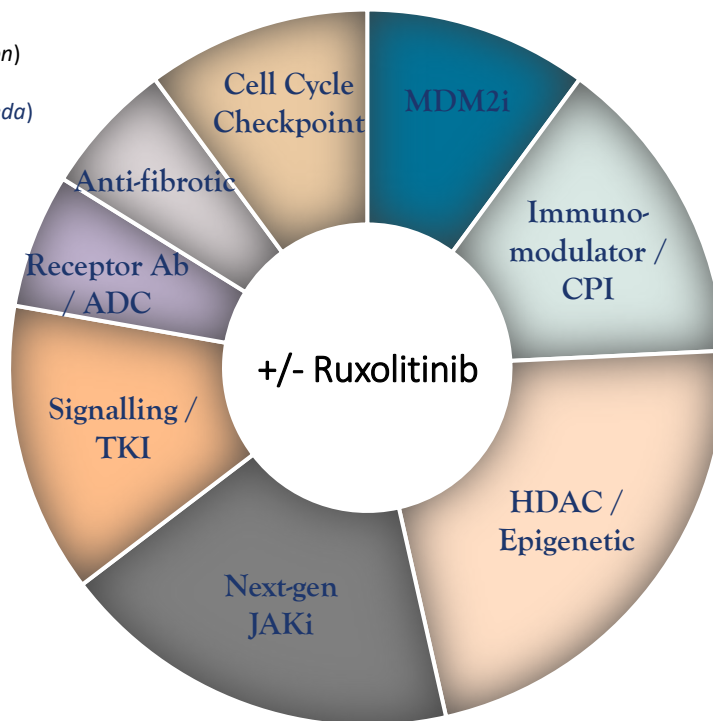 n)
da)
Cell Cycle
Checkpoint
MDM2i
Anti-fibrotic
Immuno-
modulator /
CPI
Receptor Ab
/ ADC
+/- Ruxolitinib
Signalling /
TKI
HDAC /
Epigenetic
Next-gen
JAKi